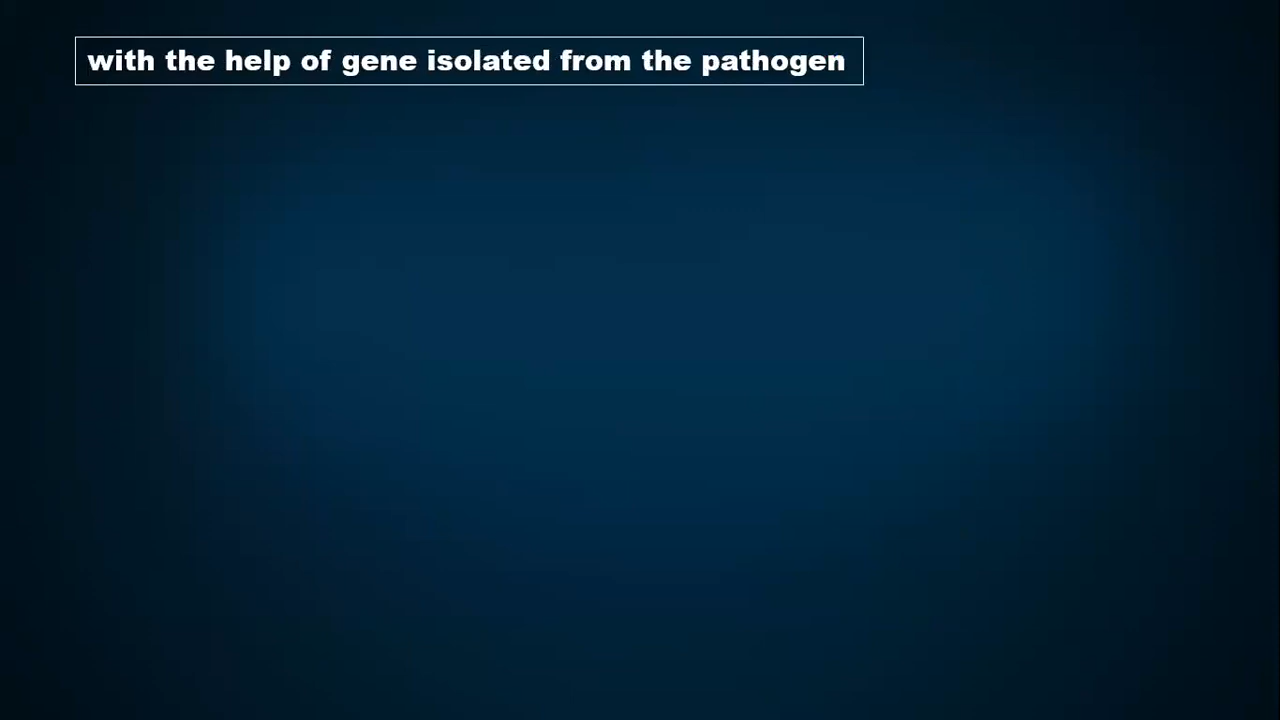 with the help of gene isolated from the pathogen